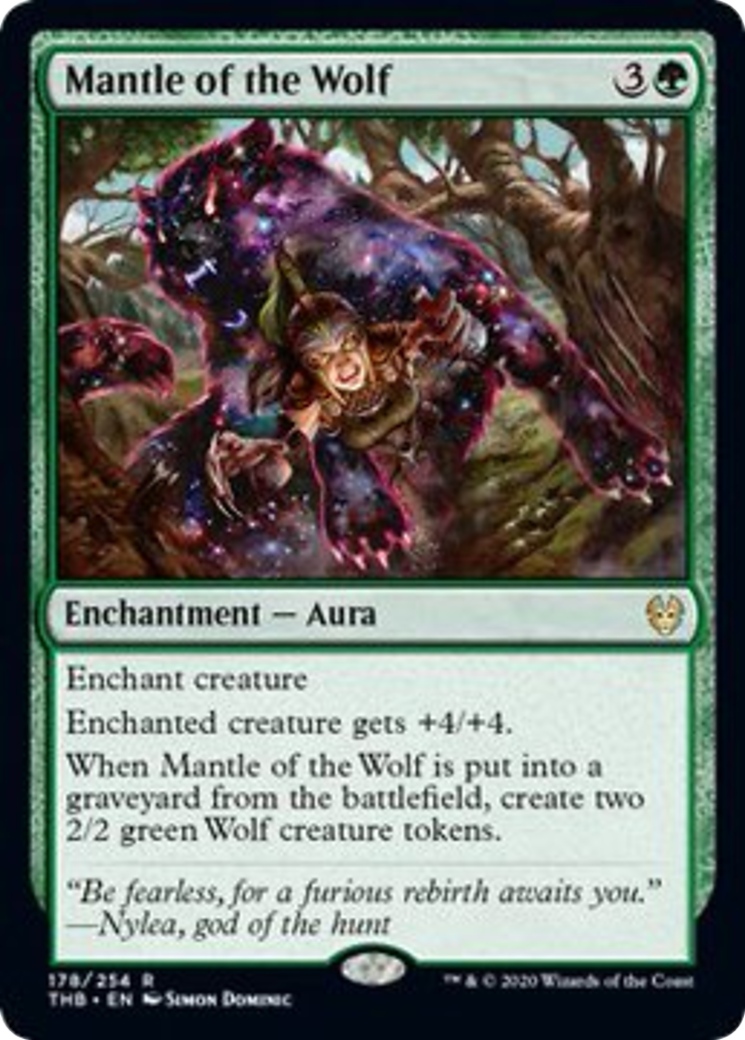 Mantle of the Wolf 3
Enchantment — Aura
Enchant creature
Enchanted creature gets +4/+4.
When Mantle of the Wolf is put into a
graveyard from the battlefield, create two
2/2 green Wolf creature tokens.
“Be fearless, for a furious rebirth awaits you.”
—Nylea, god of the hunt
178/254 R
™ & © 2020 Wizards of the Coast
THB • EN Simon Dominic